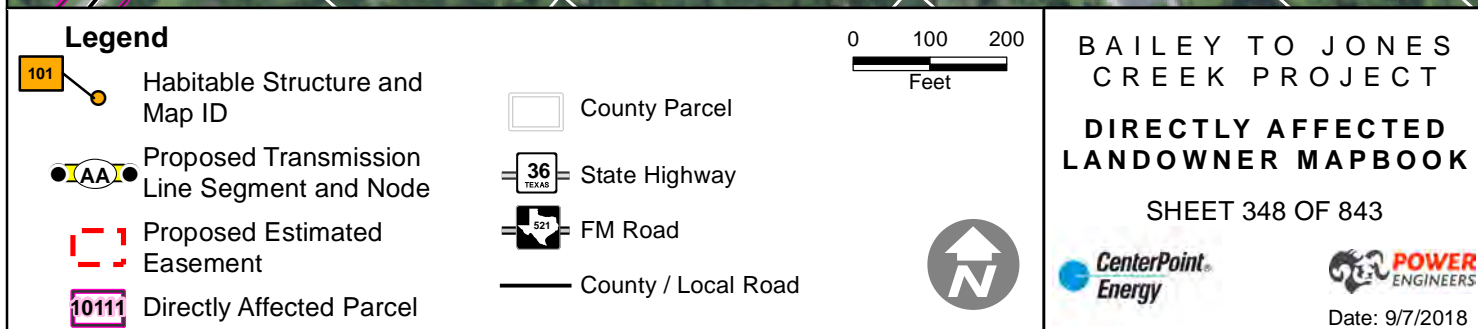 Legend
101
Habitable Structure and
Map ID
AA
Proposed Transmission
Line Segment and Node
Proposed Estimated
Easement
10111
Directly Affected Parcel
0 100 200
Feet
County Parcel
36
TEXAS
State Highway
521
FM Road
County / Local Road
N
BAILEY TO JONES
CREEK PROJECT
DIRECTLY AFFECTED
LANDOWNER MAPBOOK
SHEET 348 OF 843
CenterPoint®
Energy
POWER
ENGINEERS
Date: 9/7/2018